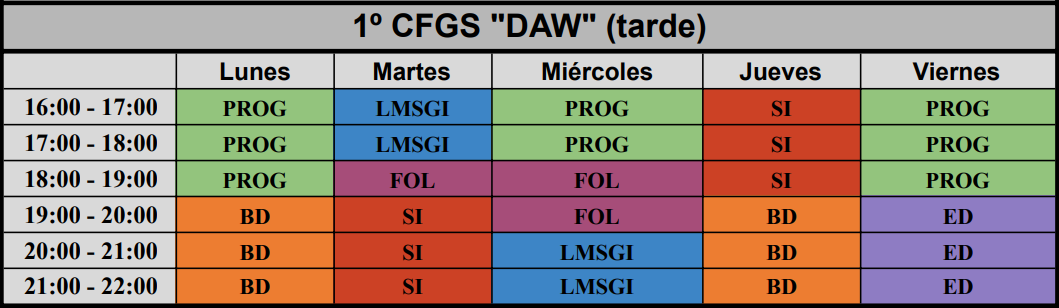 1º CFGS "DAW" (tarde)
Lunes Martes Miércoles Jueves Viernes
16:00 - 17:00 PROG LMSGI PROG SI PROG
17:00 - 18:00 PROG LMSGI PROG SI PROG
18:00 - 19:00 PROG FOL FOL SI PROG
19:00 - 20:00 BD SI FOL BD ED
20:00 - 21:00 BD SI LMSGI BD ED
21:00 - 22:00 BD SI LMSGI BD ED